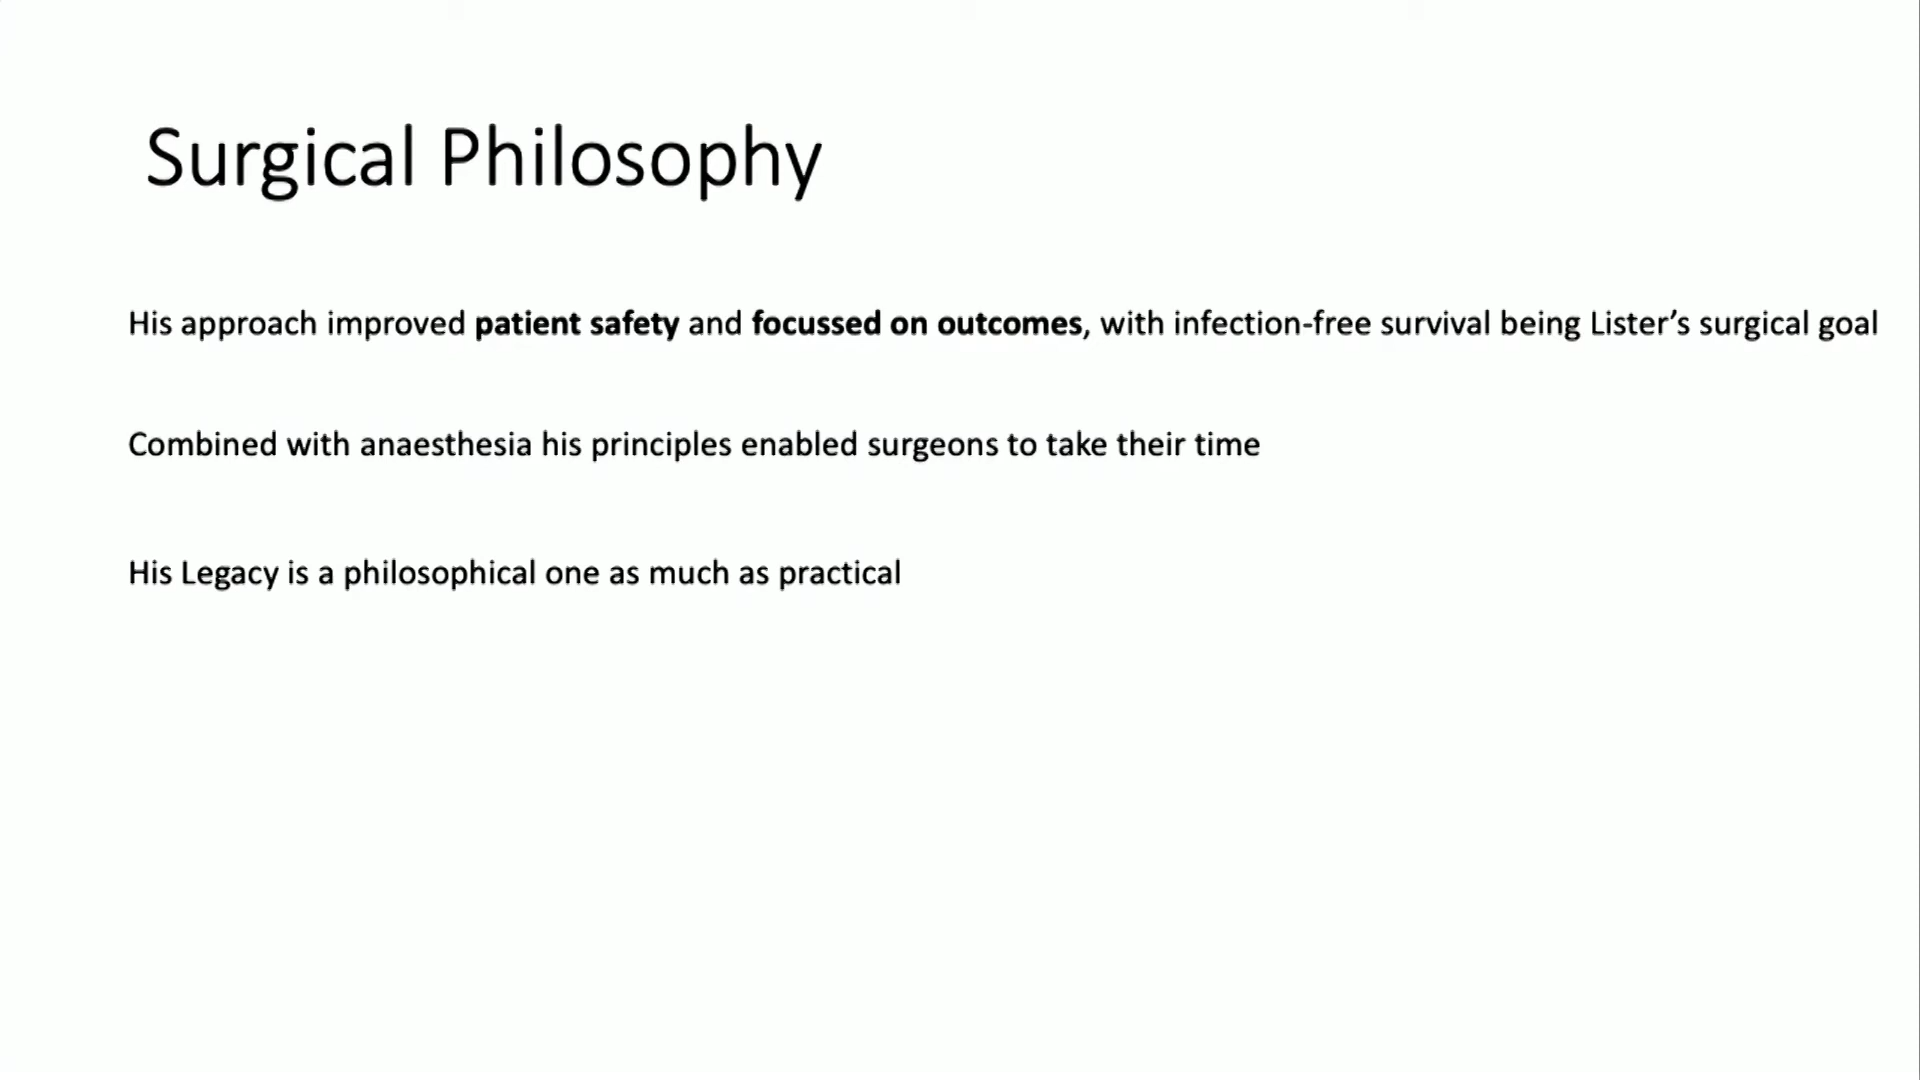 Surgical Philosophy
His approach improved patient safety and focussed on outcomes, with infection-free survival being Lister’s surgical goal
Combined with anaesthesia his principles enabled surgeons to take their time
His Legacy is a philosophical one as much as practical